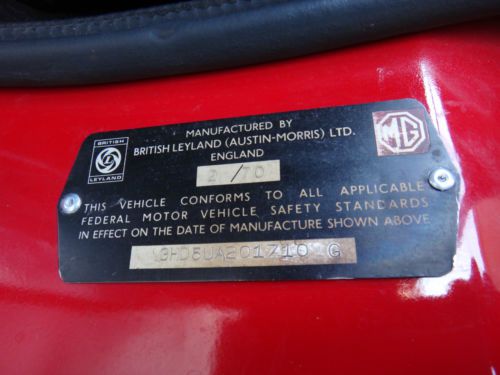 MANUFACTURED BY
BRITISH LEYLAND (AUSTIN-MORRIS) LTD.
ENGLAND
2 /70
BRITISH
LEYLAND
MG
THIS VEHICLE CONFORMS TO ALL APPLICABLE
FEDERAL MOTOR VEHICLE SAFETY STANDARDS
IN EFFECT ON THE DATE OF MANUFACTURE SHOWN ABOVE
GHD5UA201710 G